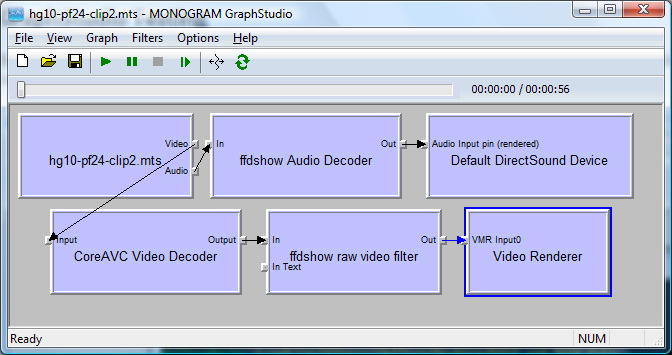 hg10-pf24-clip2.mts - MONOGRAM GraphStudio
File View Graph Filters Options Help
00:00:00 / 00:00:56
Video
hg10-pf24-clip2.mts
Audio
In
Out
ffdshow Audio Decoder
Audio Input pin (rendered)
Default DirectSound Device
Input
Output
CoreAVC Video Decoder
In
Out
ffdshow raw video filter
In Text
VMR Input0
Video Renderer
Ready
NUM